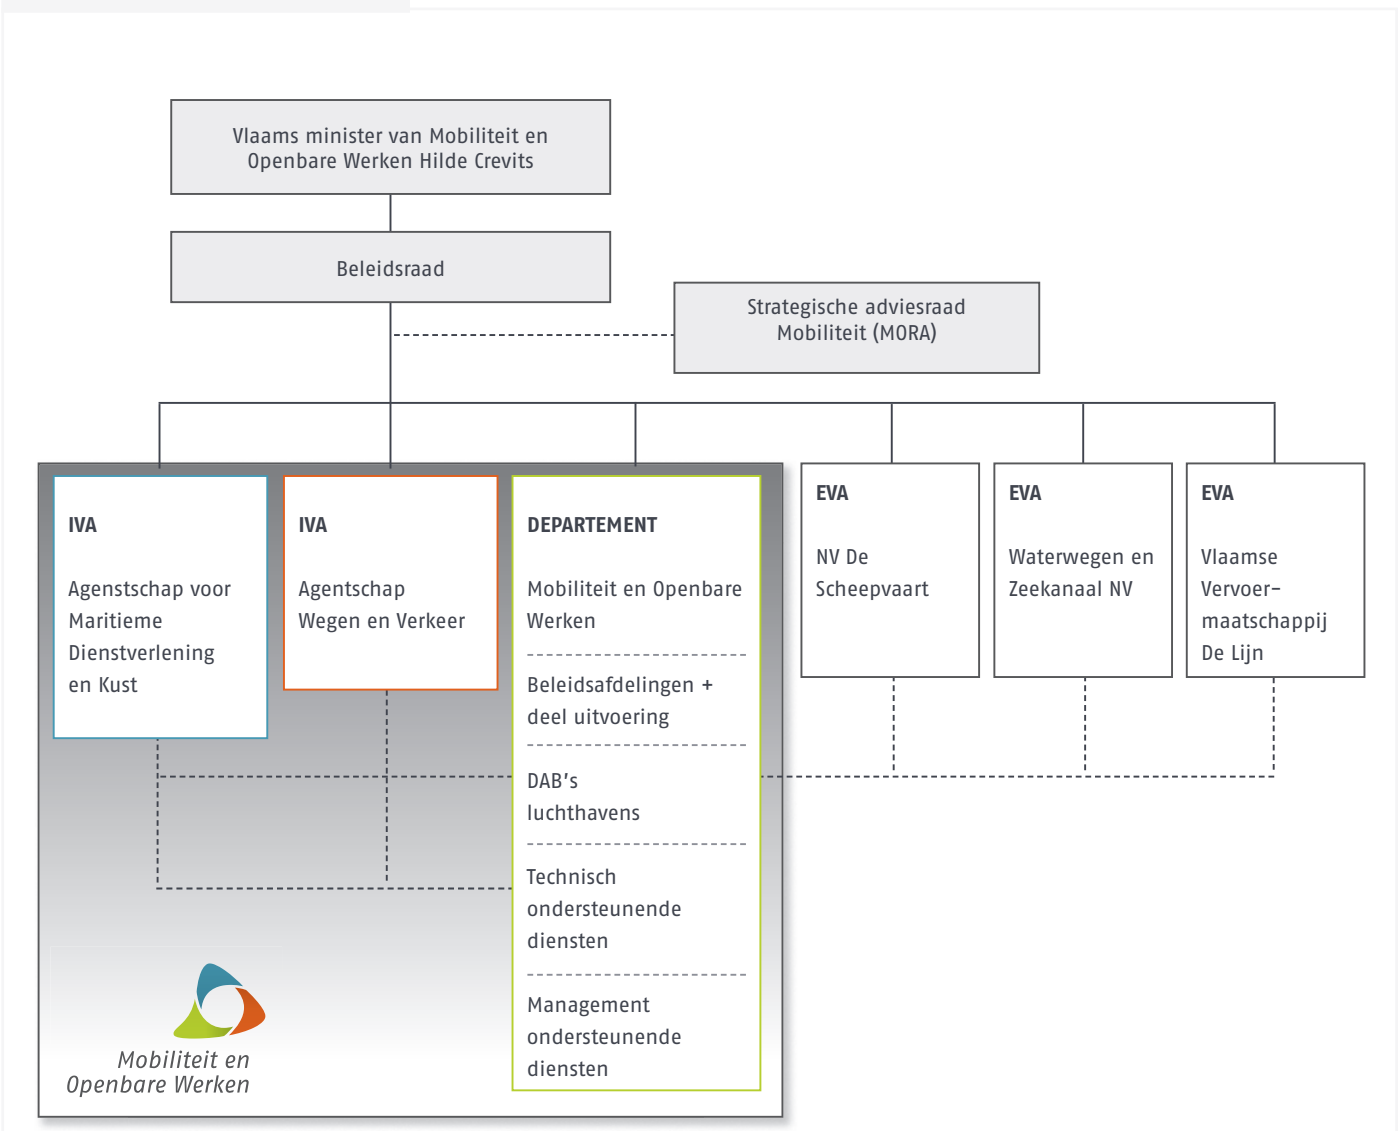 Vlaams minister van Mobiliteit en
Openbare Werken Hilde Crevits
Beleidsraad
Strategische adviesraad
Mobiliteit (MORA)
IVA
Agenstschap voor
Maritieme
Dienstverlening
en Kust
IVA
Agentschap
Wegen en Verkeer
DEPARTEMENT
Mobiliteit en Openbare
Werken
Beleidsafdelingen +
deel uitvoering
DAB's
luchthavens
Technisch
ondersteunende
diensten
Management
ondersteunende
diensten
EVA
NV De
Scheepvaart
EVA
Waterwegen en
Zeekanaal NV
EVA
Vlaamse
Vervoer-
maatschappij
De Lijn
Mobiliteit en
Openbare Werken